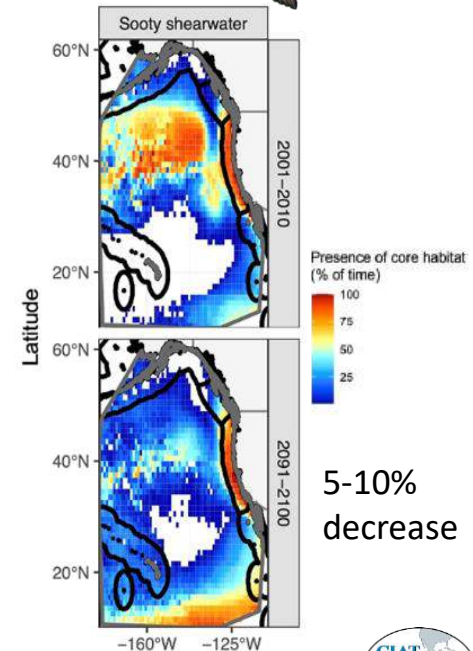 Sooty shearwater
60°N
40°N
20°N
2001−2010
Latitude
Presence of core habitat
(% of time)
100
75
50
25
60°N
40°N
20°N
2091−2100
5-10%
decrease
−160°W
−125°W
CIAT